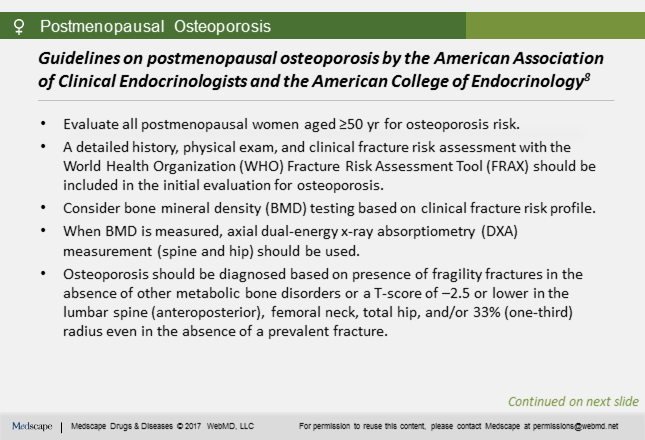 ♀ Postmenopausal Osteoporosis
Guidelines on postmenopausal osteoporosis by the American Association
of Clinical Endocrinologists and the American College of Endocrinology⁸
• Evaluate all postmenopausal women aged ≥50 yr for osteoporosis risk.
• A detailed history, physical exam, and clinical fracture risk assessment with the
World Health Organization (WHO) Fracture Risk Assessment Tool (FRAX) should be
included in the initial evaluation for osteoporosis.
• Consider bone mineral density (BMD) testing based on clinical fracture risk profile.
• When BMD is measured, axial dual-energy x-ray absorptiometry (DXA)
measurement (spine and hip) should be used.
• Osteoporosis should be diagnosed based on presence of fragility fractures in the
absence of other metabolic bone disorders or a T-score of –2.5 or lower in the
lumbar spine (anteroposterior), femoral neck, total hip, and/or 33% (one-third)
radius even in the absence of a prevalent fracture.
Continued on next slide
Medscape | Medscape Drugs & Diseases © 2017 WebMD, LLC For permission to reuse this content, please contact Medscape at permissions@webmd.net